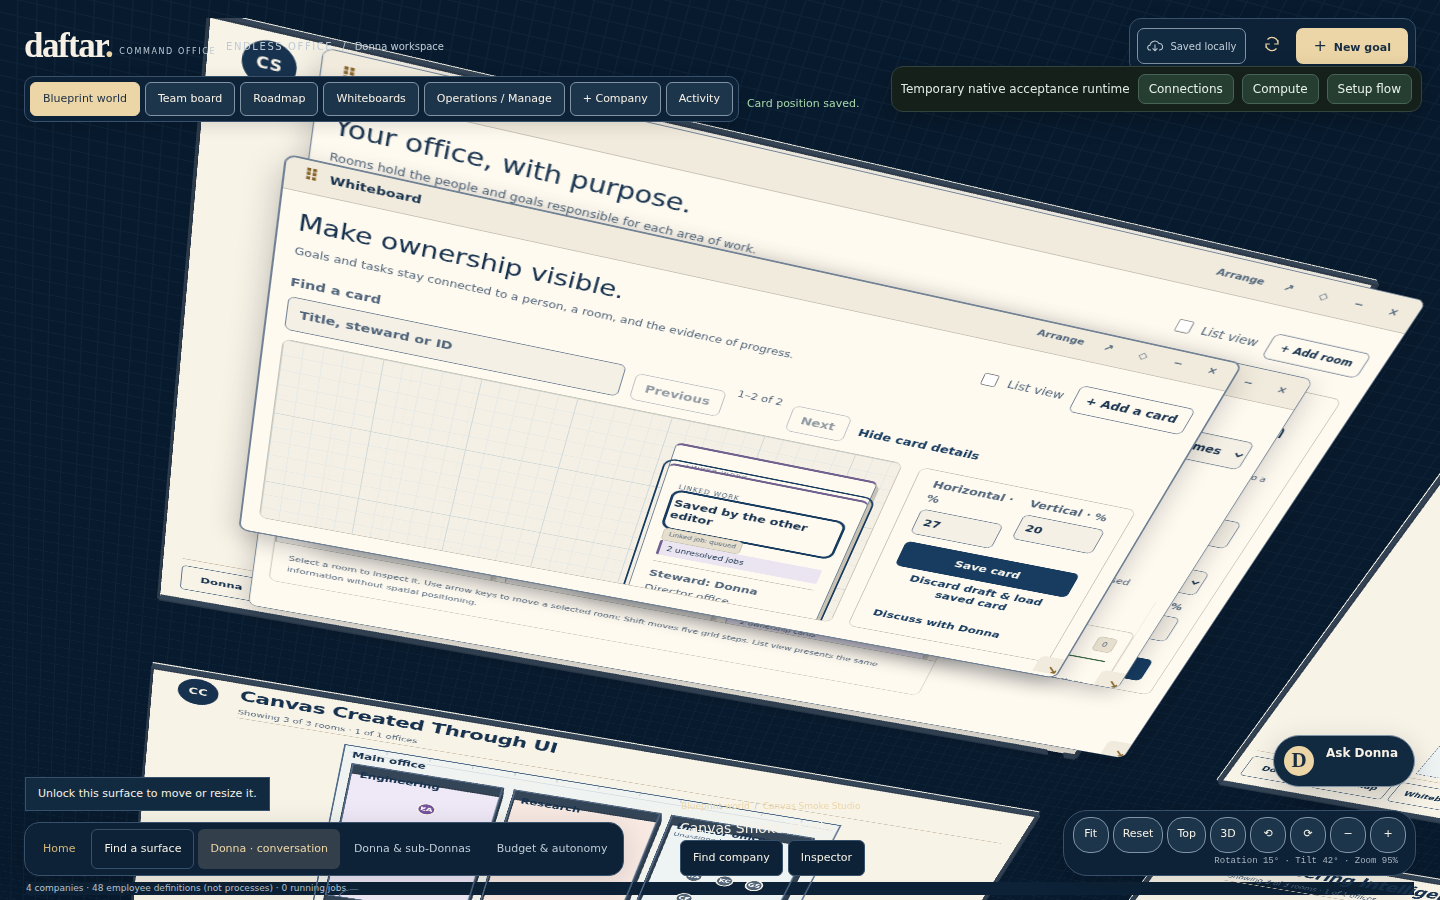 daftar. COMMAND OFFICE
ENDLESS OFFICE / Donna workspace
Saved locally
+ New goal
CS
Blueprint world
Team board
Roadmap
Whiteboards
Operations / Manage
+ Company
Activity
Card position saved.
Temporary native acceptance runtime
Connections
Compute
Setup flow
Your office, with purpose.
Rooms hold the people and goals responsible for each area of work.
Arrange
List view
+ Add room
Whiteboard
Arrange
Make ownership visible.
Goals and tasks stay connected to a person, a room, and the evidence of progress.
List view
+ Add a card
Find a card
Title, steward or ID
Previous
1–2 of 2
Next
Hide card details
LINKED WORK
Saved by the other
editor
Linked job: queued
2 unresolved jobs
Steward: Donna
Director office
Horizontal ·
%
Vertical · %
27
20
Save card
Discard draft & load
saved card
Discuss with Donna
0
Donna
Select a room to inspect it. Use arrow keys to move a selected room; Shift moves five grid steps. List view presents the same
information without spatial positioning.
CC
Canvas Created Through UI
Showing 3 of 3 rooms · 1 of 1 offices
Main office
Engineering
Research
Unlock this surface to move or resize it.
Home
Find a surface
Donna · conversation
Donna & sub-Donnas
Budget & autonomy
Blueprint world / Canvas Smoke Studio
Find company
Inspector
D
Ask Donna
Fit
Reset
Top
3D
−
+
Rotation 15° · Tilt 42° · Zoom 95%
4 companies · 48 employee definitions (not processes) · 0 running jobs